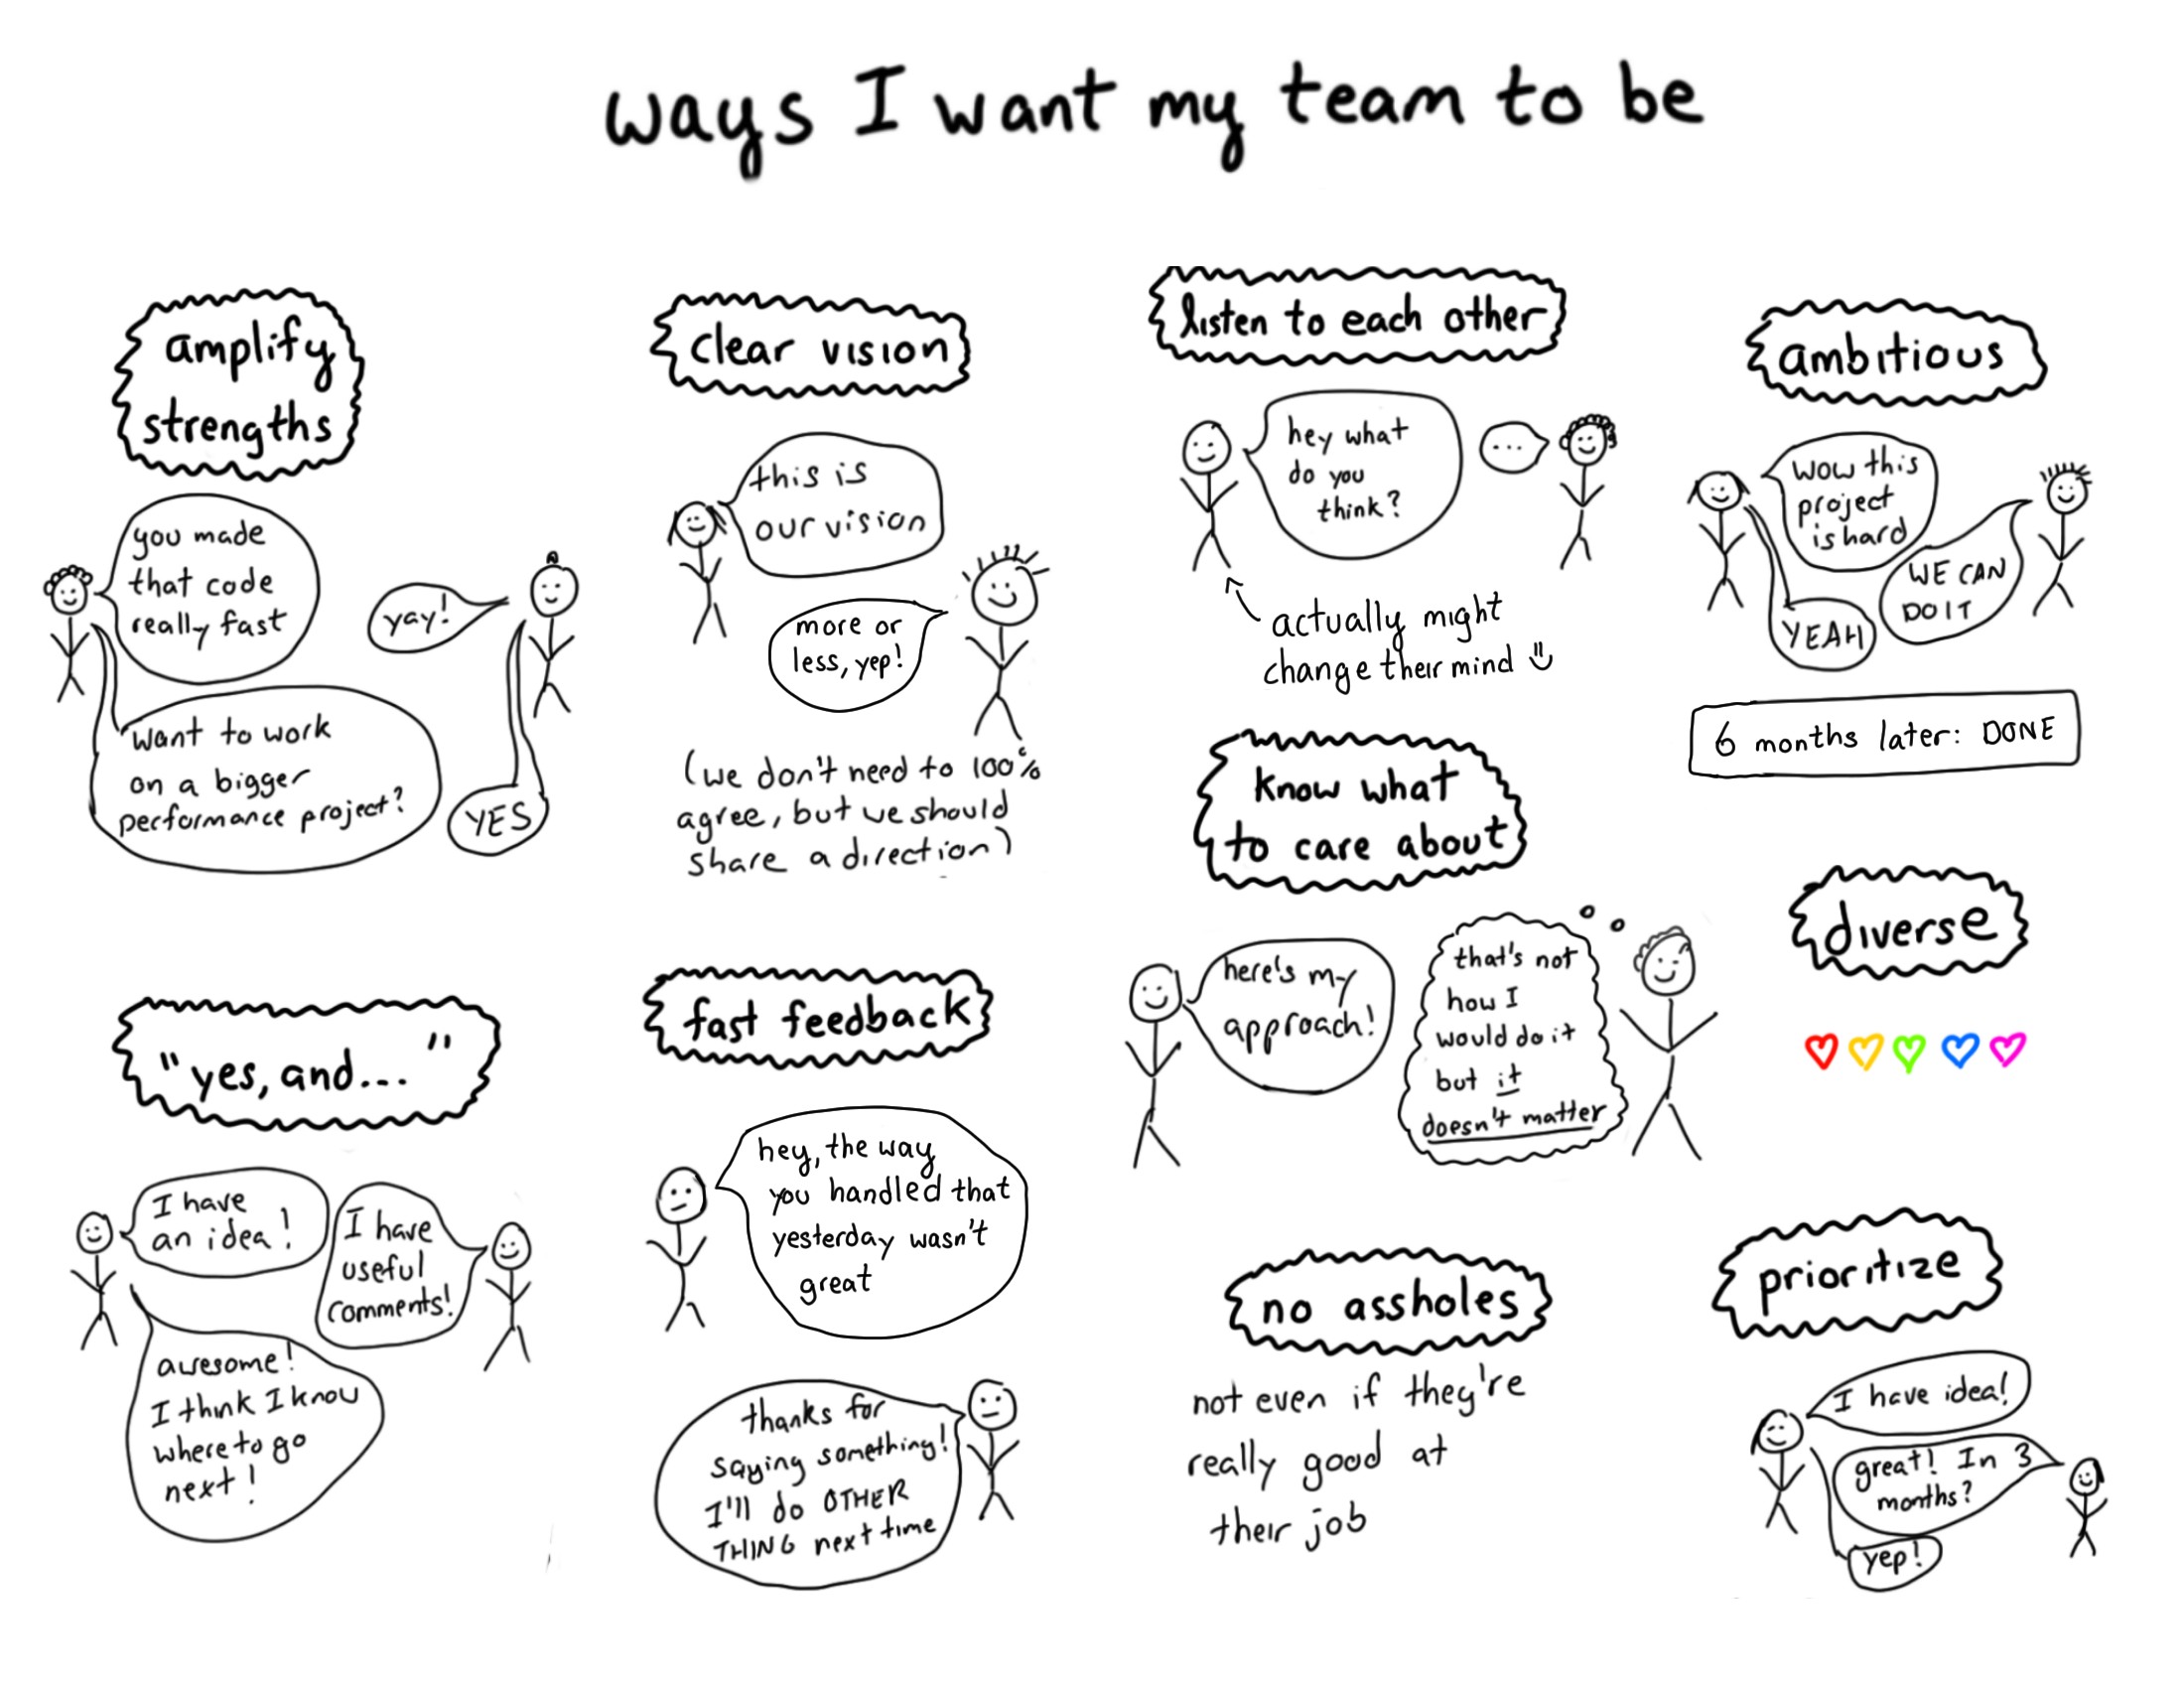 ways I want my team to be
amplify
strengths
you made
that code
really fast
yay!
want to work
on a bigger
performance project?
YES
clear vision
this is
our vision
more or
less, yep!
(we don't need to 100%
agree, but we should
share a direction)
listen to each other
hey what
do you
think?
...
actually might
change their mind
ambitious
wow this
project
is hard
WE CAN
DO IT
YEAH
6 months later: DONE
know what
to care about
here's my
approach!
that's not
how I
would do it
but it
doesn't matter
diverse
"yes, and... "
I have
an idea!
I have
useful
comments!
awesome!
I think I know
where to go
next!
fast feedback
hey, the way
you handled that
yesterday wasn't
great
thanks for
saying something!
I'll do OTHER
THING next time
no assholes
not even if they're
really good at
their job
prioritize
I have idea!
great! In 3
months?
yep!